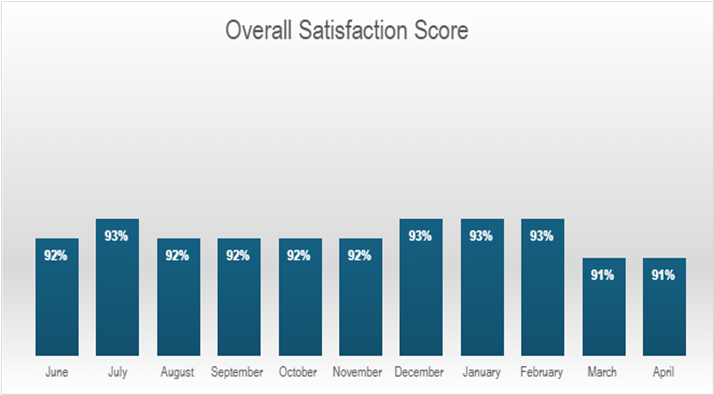 Overall Satisfaction Score
92% 93% 92% 92% 92% 92% 93% 93% 93% 91% 91%
June July August September October November December January February March April